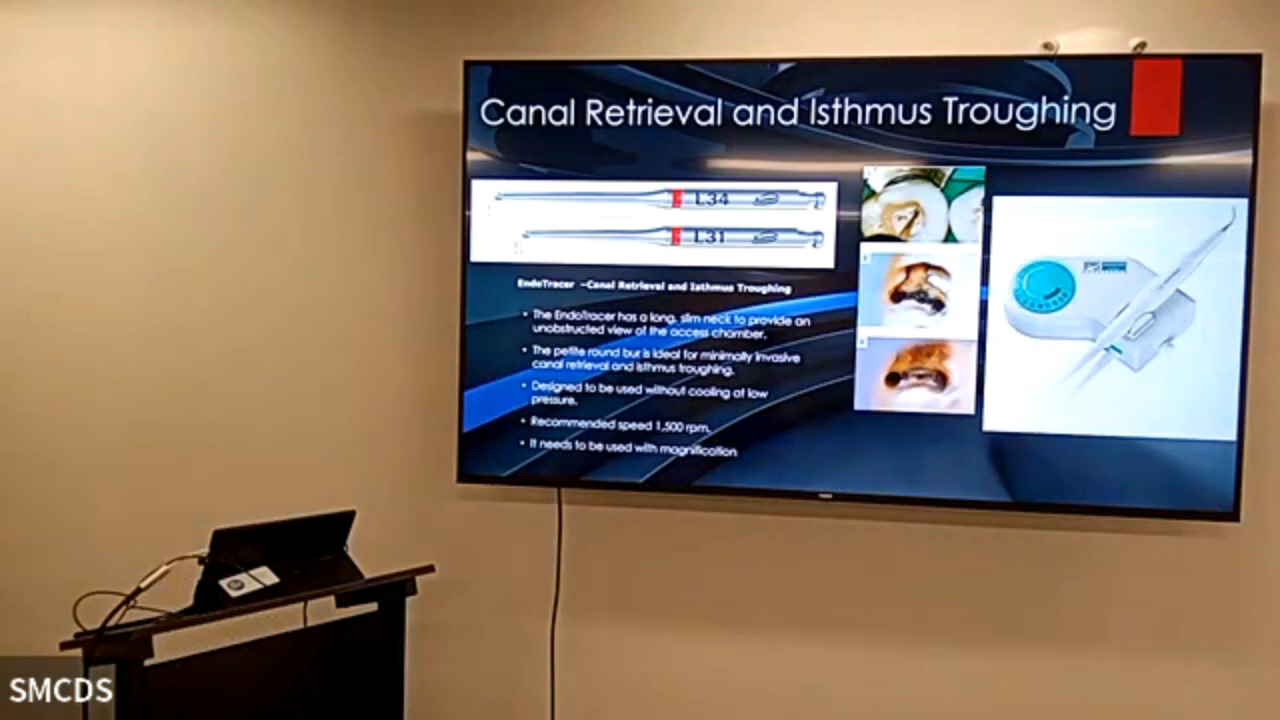 Canal Retrieval and Isthmus Troughing
L34
L31
EndoTracer –Canal Retrieval and Isthmus Troughing
• The EndoTracer has a long, slim neck to provide an
unobstructed view of the access chamber.
• The petite round bur is ideal for minimally invasive
canal retrieval and isthmus troughing.
• Designed to be used without cooling at low
pressure.
• Recommended speed 1,500 rpm.
• It needs to be used with magnification
SMCDS